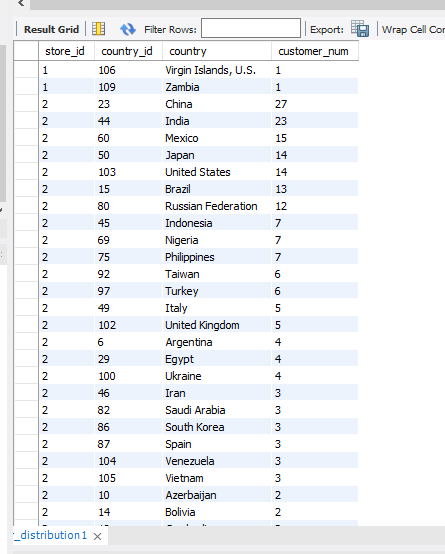 Result Grid Filter Rows: Export: Wrap Cell Con
store_id country_id country customer_num
1 106 Virgin Islands, U.S. 1
1 109 Zambia 1
2 23 China 27
2 44 India 23
2 60 Mexico 15
2 50 Japan 14
2 103 United States 14
2 15 Brazil 13
2 80 Russian Federation 12
2 45 Indonesia 7
2 69 Nigeria 7
2 75 Philippines 7
2 92 Taiwan 6
2 97 Turkey 6
2 49 Italy 5
2 102 United Kingdom 5
2 6 Argentina 4
2 29 Egypt 4
2 100 Ukraine 4
2 46 Iran 3
2 82 Saudi Arabia 3
2 86 South Korea 3
2 87 Spain 3
2 104 Venezuela 3
2 105 Vietnam 3
2 10 Azerbaijan 2
2 14 Bolivia 2
r_distribution1